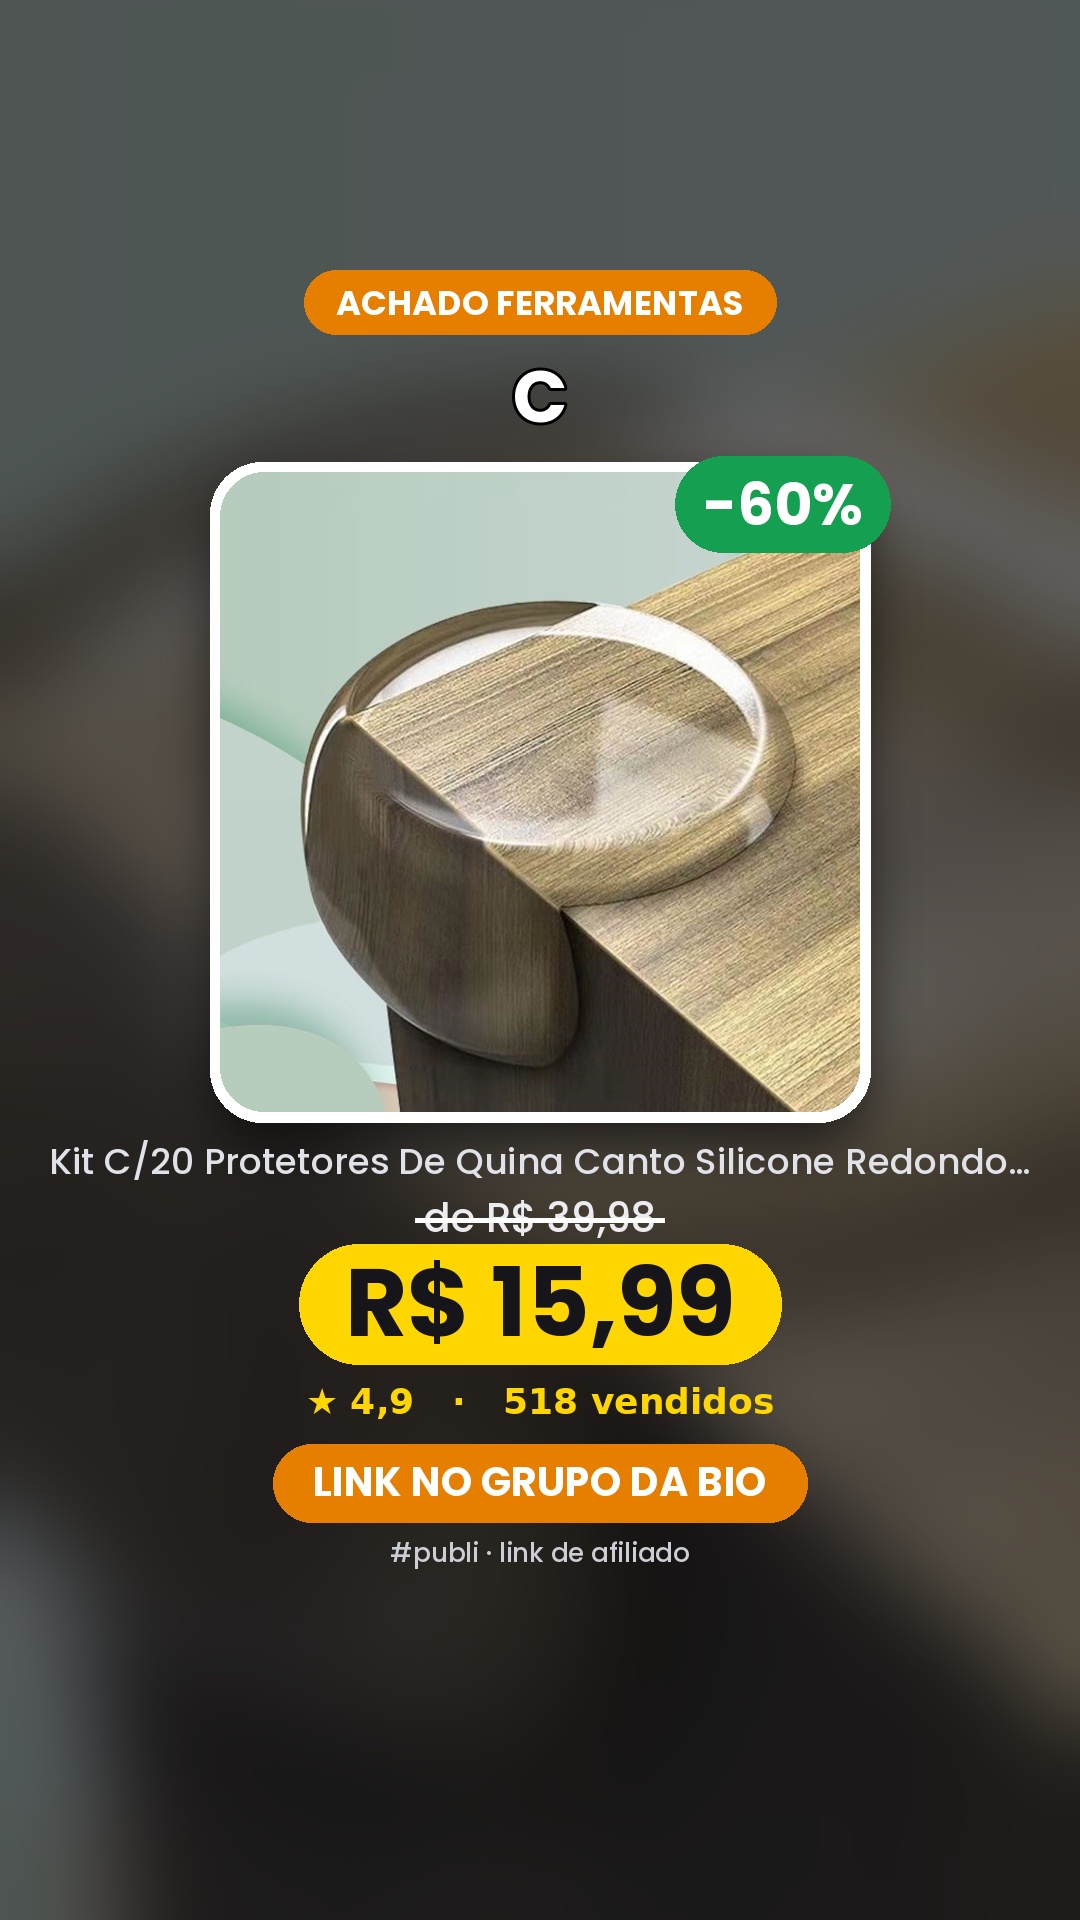 ACHADO FERRAMENTAS
C
-60%
Kit C/20 Protetores De Quina Canto Silicone Redondo...
de R$ 39,98
R$ 15,99
★ 4,9 · 518 vendidos
LINK NO GRUPO DA BIO
#publi · link de afiliado